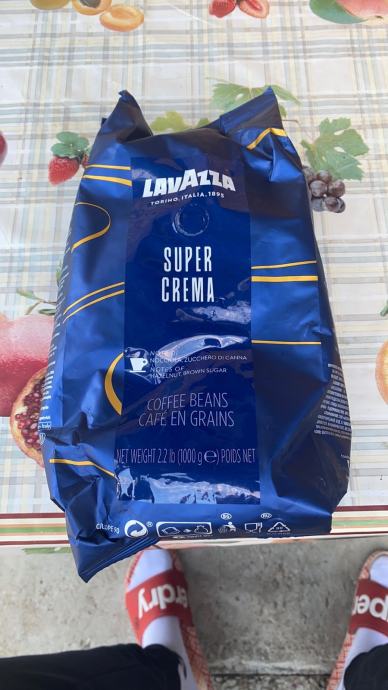 LAVAZZA
TORINO, ITALIA, 1895
SUPER
CREMA
NOCCIOLA, ZUCCHERO DI CANNA
NOTES OF
HAZELNUT, BROWN SUGAR
COFFEE BEANS
CAFÉ EN GRAINS
NET WEIGHT 2.2 lb (1000 g ℮) POIDS NET